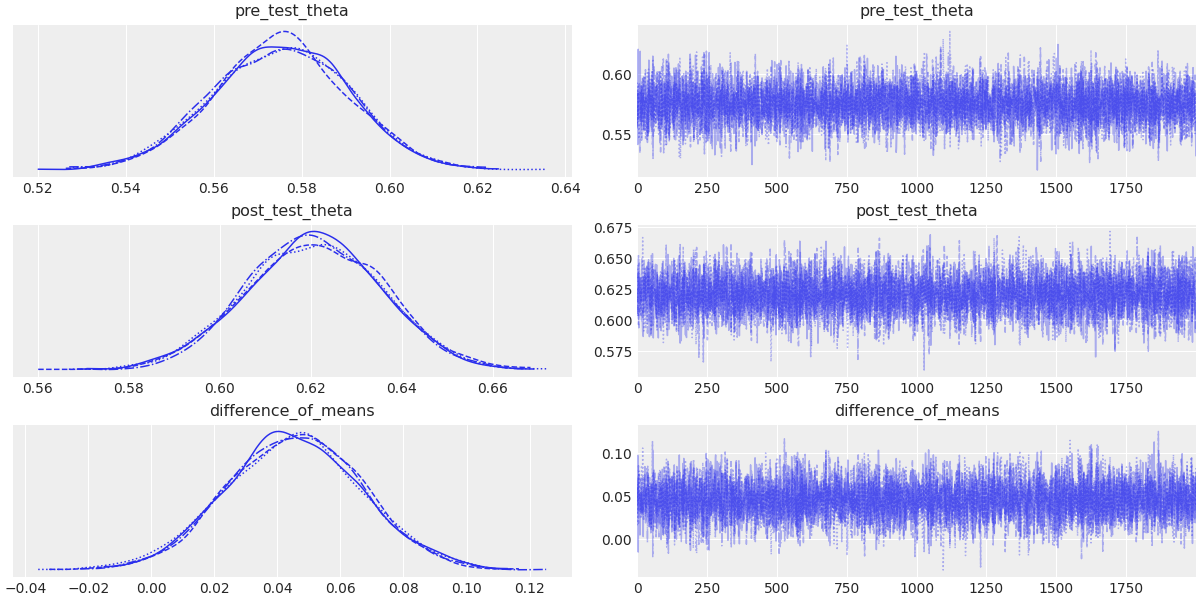 pre_test_theta
pre_test_theta
0.60
0.55
0.52 0.54 0.56 0.58 0.60 0.62 0.64
0 250 500 750 1000 1250 1500 1750
post_test_theta
post_test_theta
0.675
0.650
0.625
0.600
0.575
0.56 0.58 0.60 0.62 0.64 0.66
0 250 500 750 1000 1250 1500 1750
difference_of_means
difference_of_means
0.10
0.05
0.00
−0.04 −0.02 0.00 0.02 0.04 0.06 0.08 0.10 0.12
0 250 500 750 1000 1250 1500 1750